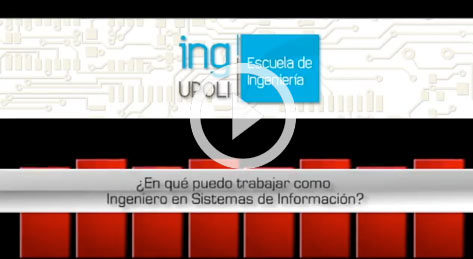 ing
UPOLI
Escuela de
Ingeniería
¿En qué puedo trabajar como
Ingeniero en Sistemas de Información?